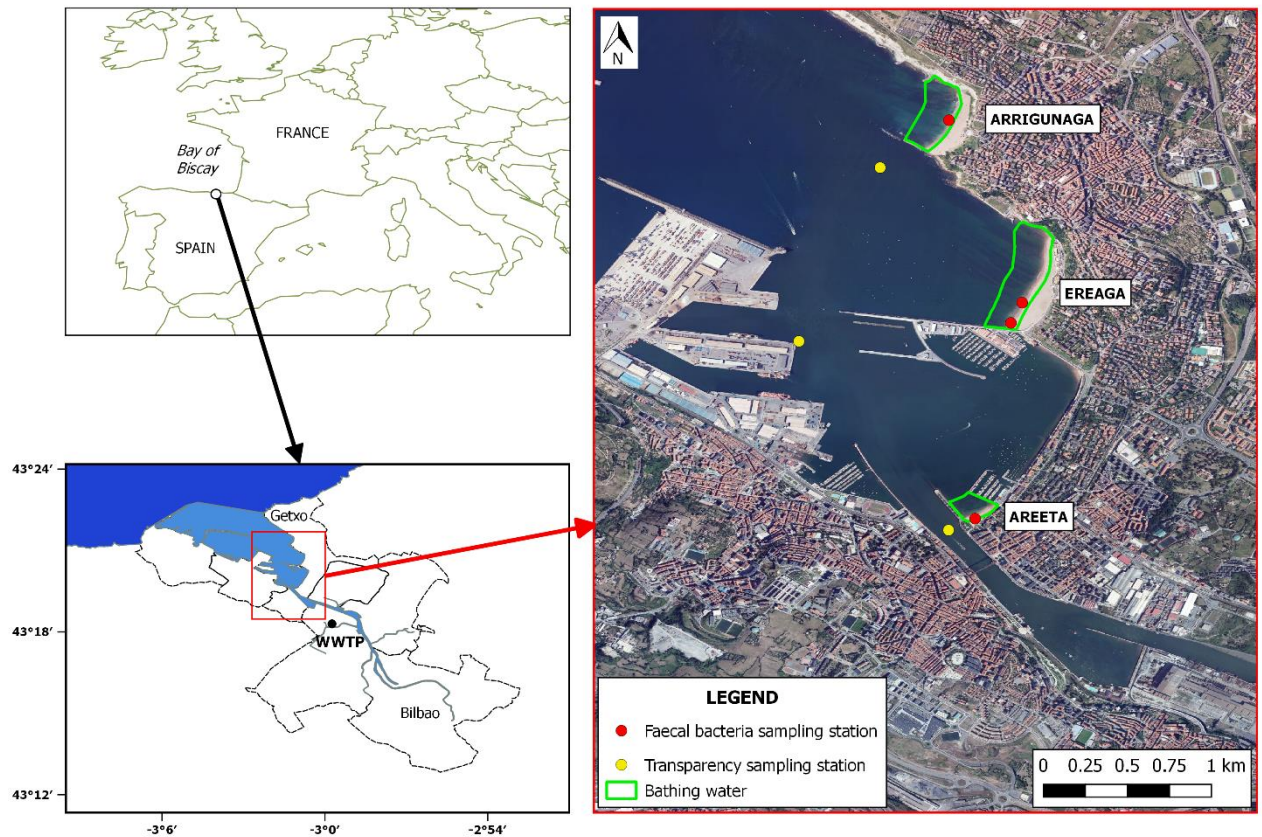 FRANCE
Bay of
Biscay
SPAIN
43°24′
43°18′
43°12′
-3°6′
-3°0′
-2°54′
Getxo
WWTP
Bilbao
N
ARRIGUNAGA
EREAGA
AREETA
LEGEND
Faecal bacteria sampling station
Transparency sampling station
Bathing water
0 0.25 0.5 0.75 1 km